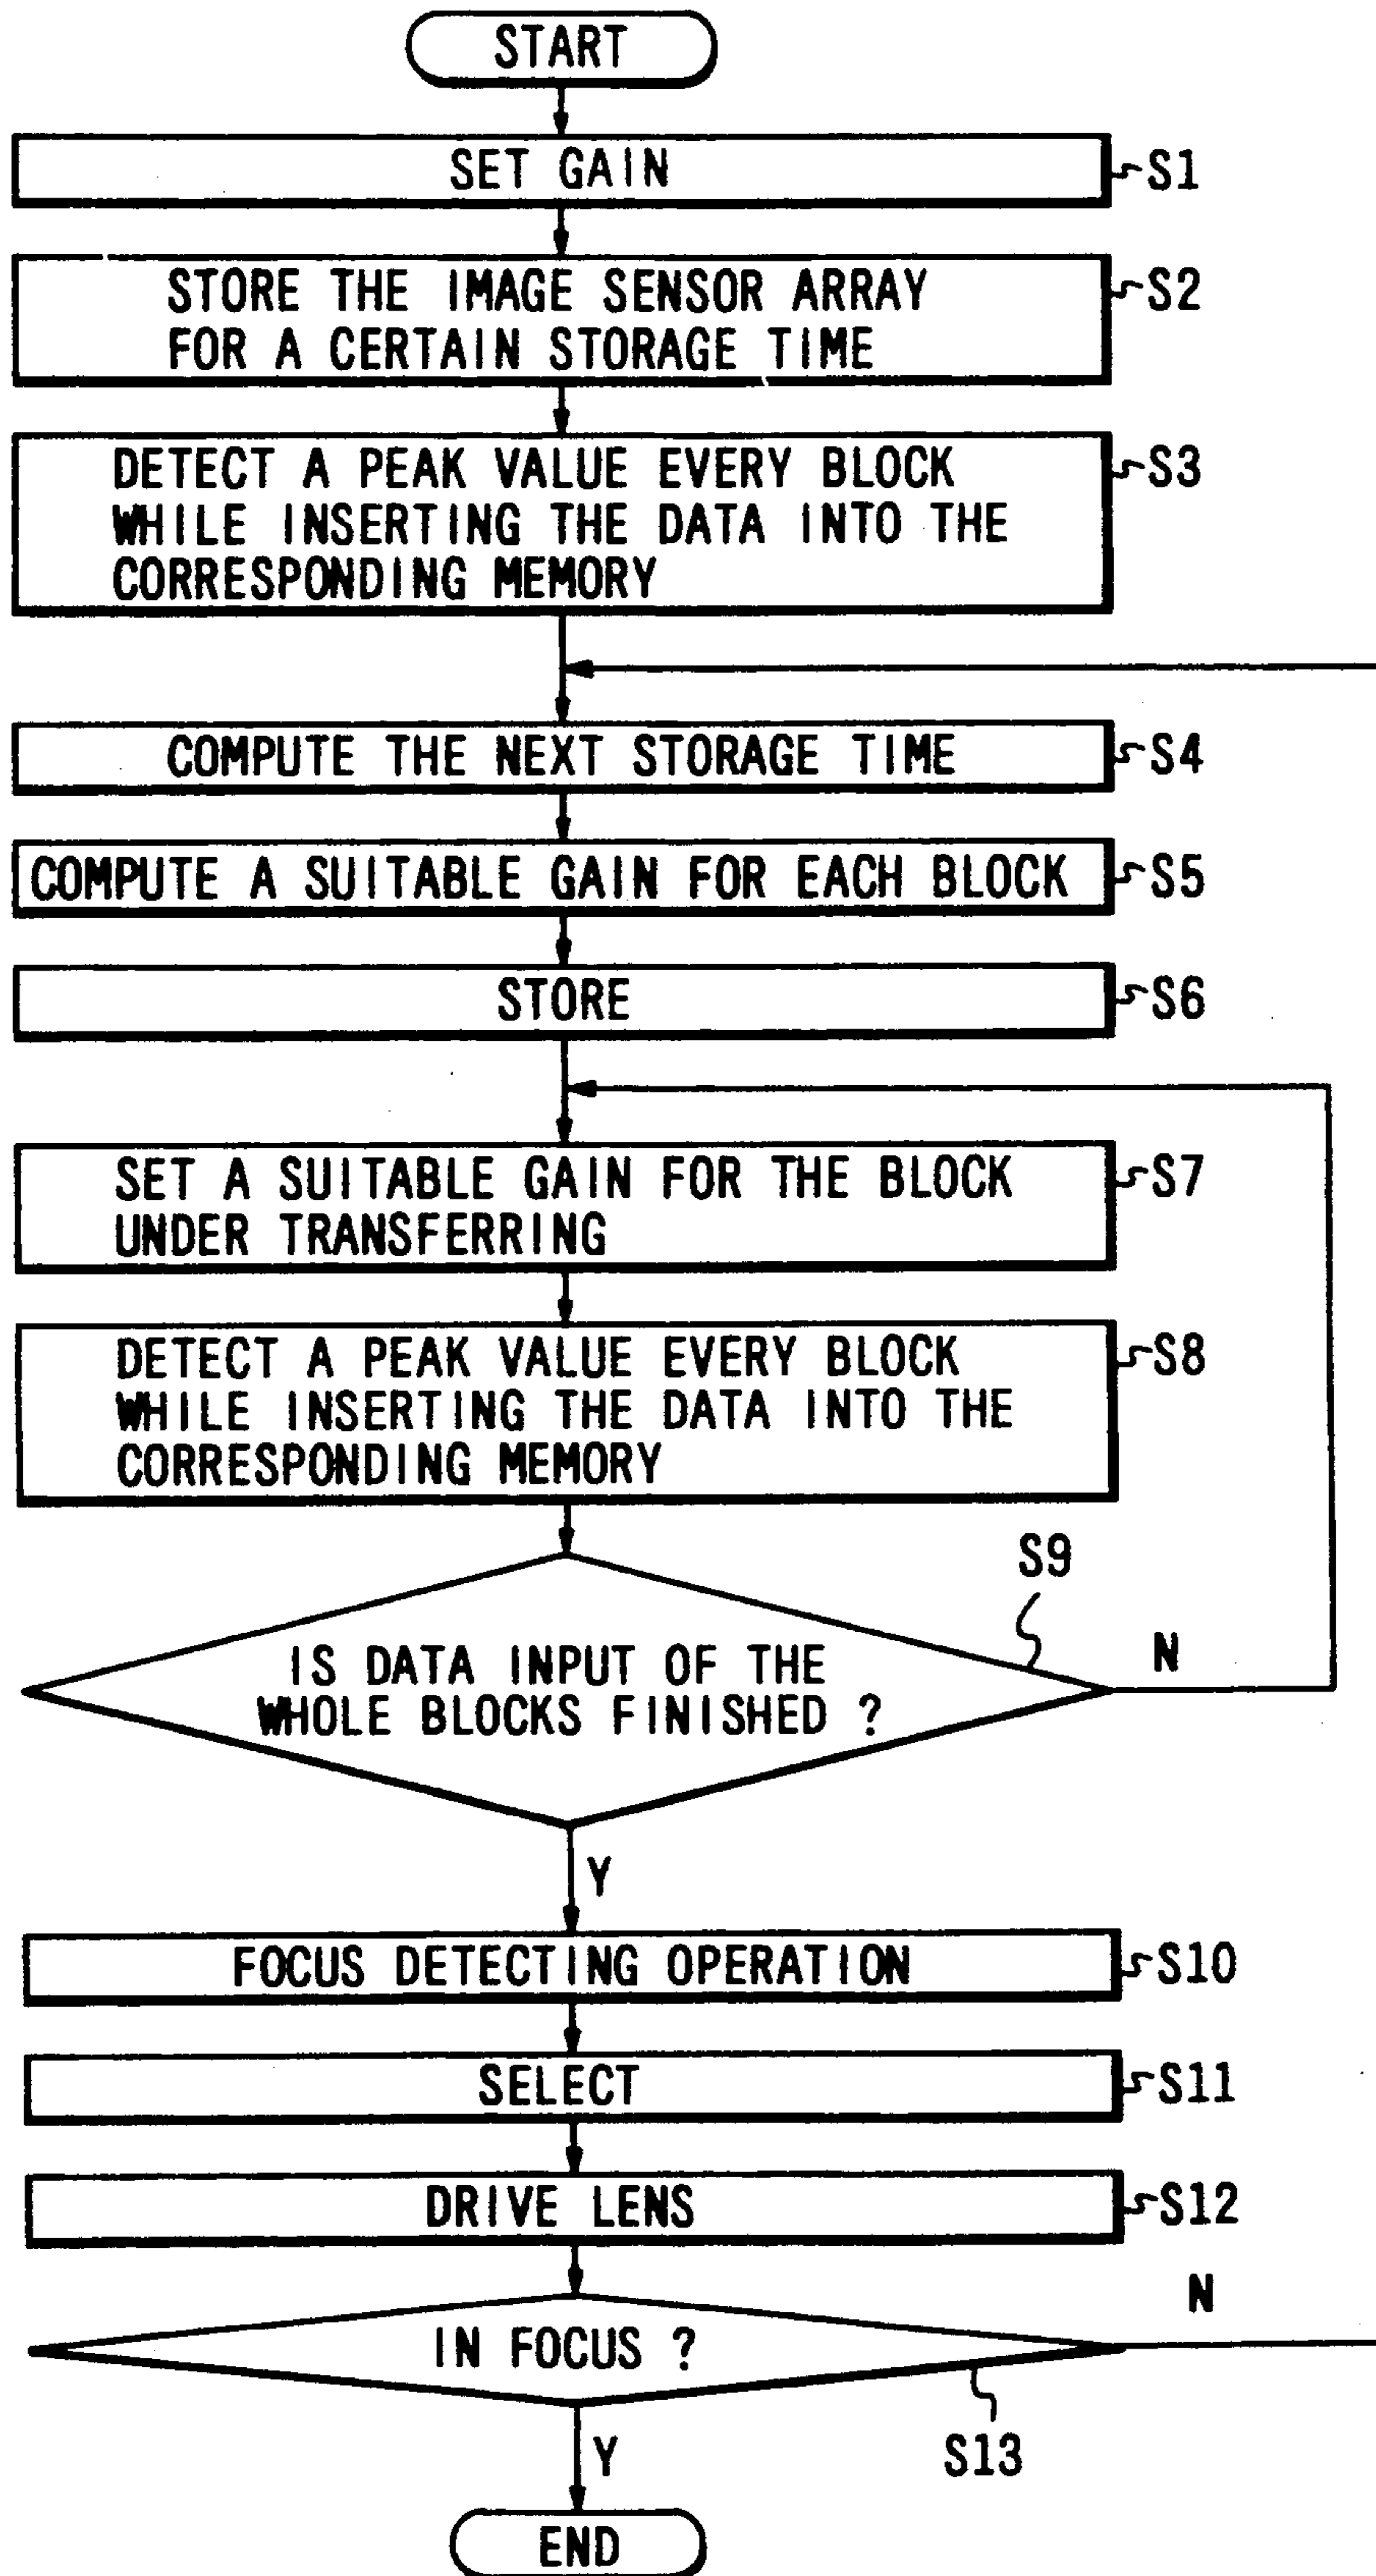 START
SET GAIN
S1
STORE THE IMAGE SENSOR ARRAY
FOR A CERTAIN STORAGE TIME
S2
DETECT A PEAK VALUE EVERY BLOCK
WHILE INSERTING THE DATA INTO THE
CORRESPONDING MEMORY
S3
COMPUTE THE NEXT STORAGE TIME
S4
COMPUTE A SUITABLE GAIN FOR EACH BLOCK
S5
STORE
S6
SET A SUITABLE GAIN FOR THE BLOCK
UNDER TRANSFERRING
S7
DETECT A PEAK VALUE EVERY BLOCK
WHILE INSERTING THE DATA INTO THE
CORRESPONDING MEMORY
S8
S9
IS DATA INPUT OF THE
WHOLE BLOCKS FINISHED ?
N
Y
FOCUS DETECTING OPERATION
S10
SELECT
S11
DRIVE LENS
S12
N
IN FOCUS ?
S13
Y
END